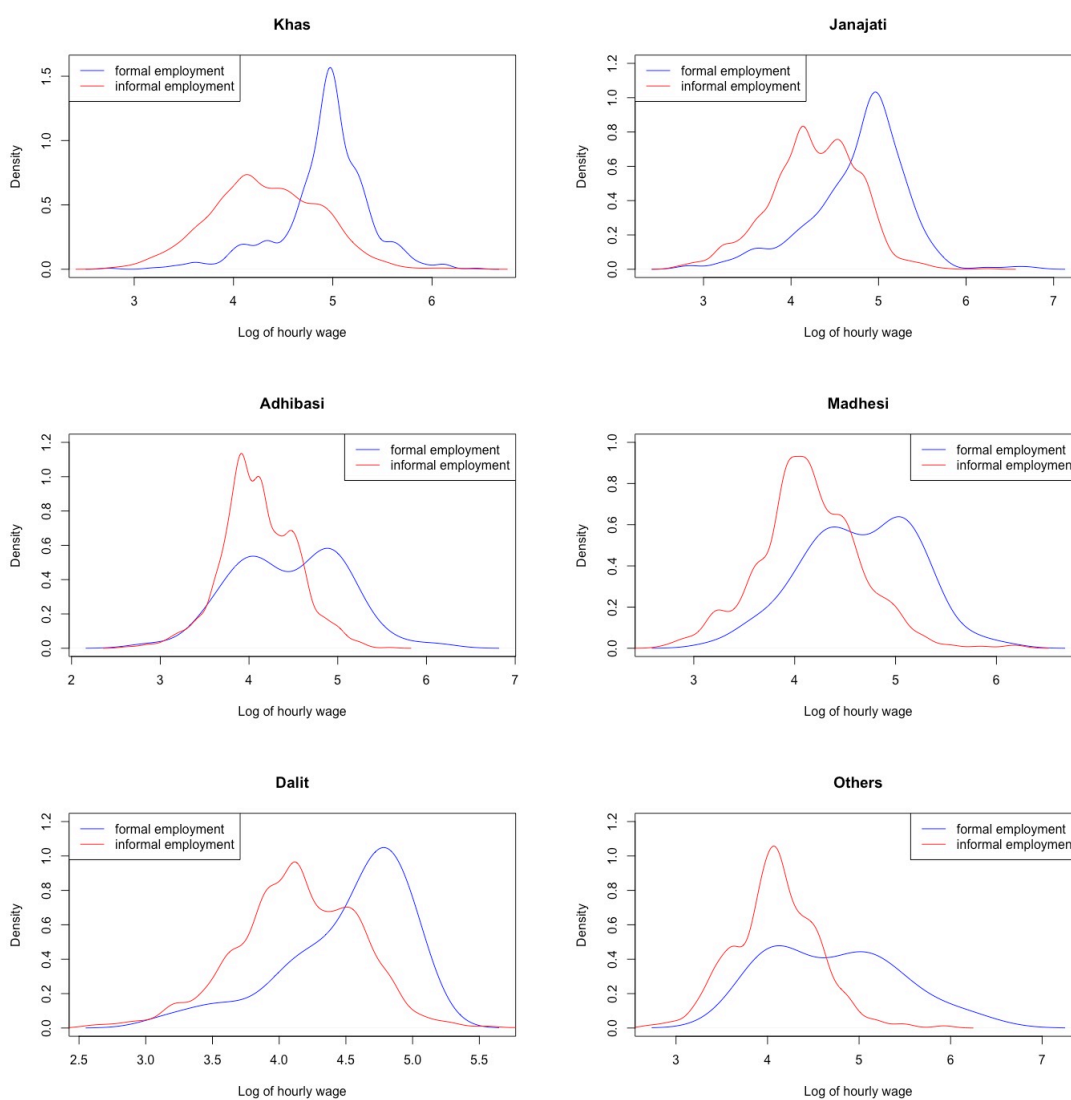 Khas
formal employment
informal employment
Density
0.0 0.5 1.0 1.5
3 4 5 6
Log of hourly wage
Janajati
formal employment
informal employment
Density
0.0 0.2 0.4 0.6 0.8 1.0 1.2
3 4 5 6 7
Log of hourly wage
Adhibasi
formal employment
informal employment
Density
0.0 0.2 0.4 0.6 0.8 1.0 1.2
2 3 4 5 6 7
Log of hourly wage
Madhesi
formal employment
informal employmen
Density
0.0 0.2 0.4 0.6 0.8 1.0
3 4 5 6
Log of hourly wage
Dalit
formal employment
informal employment
Density
0.0 0.2 0.4 0.6 0.8 1.0 1.2
2.5 3.0 3.5 4.0 4.5 5.0 5.5
Log of hourly wage
Others
formal employment
informal employmen
Density
0.0 0.2 0.4 0.6 0.8 1.0 1.2
3 4 5 6 7
Log of hourly wage